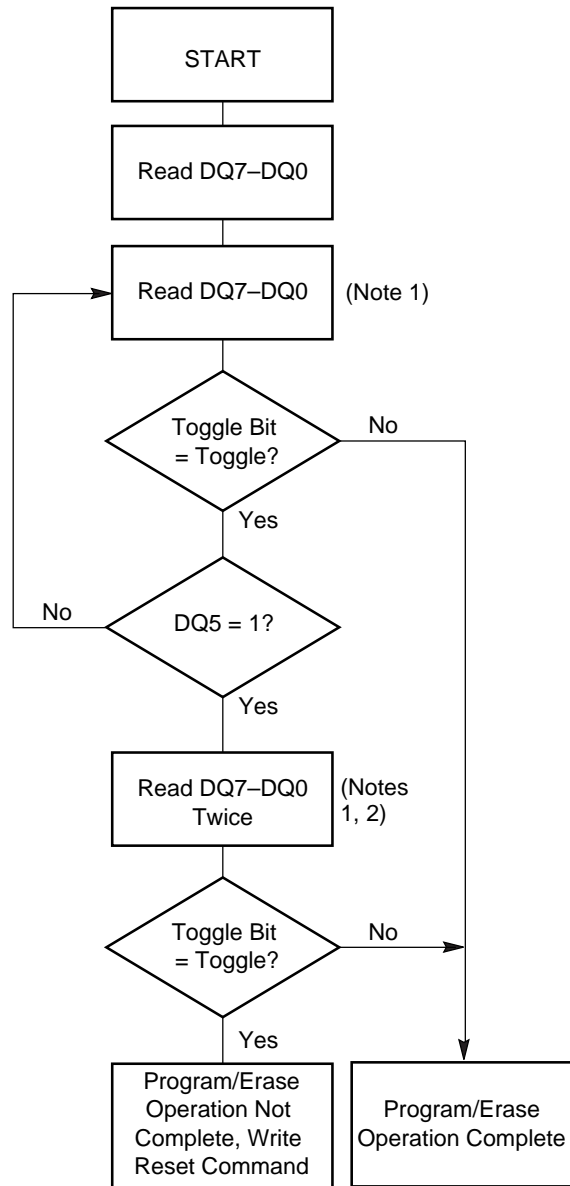 START
Read DQ7–DQ0
Read DQ7–DQ0
(Note 1)
Toggle Bit
= Toggle?
No
Yes
DQ5 = 1?
No
Yes
Read DQ7–DQ0
Twice
(Notes
1, 2)
Toggle Bit
= Toggle?
No
Yes
Program/Erase
Operation Not
Complete, Write
Reset Command
Program/Erase
Operation Complete